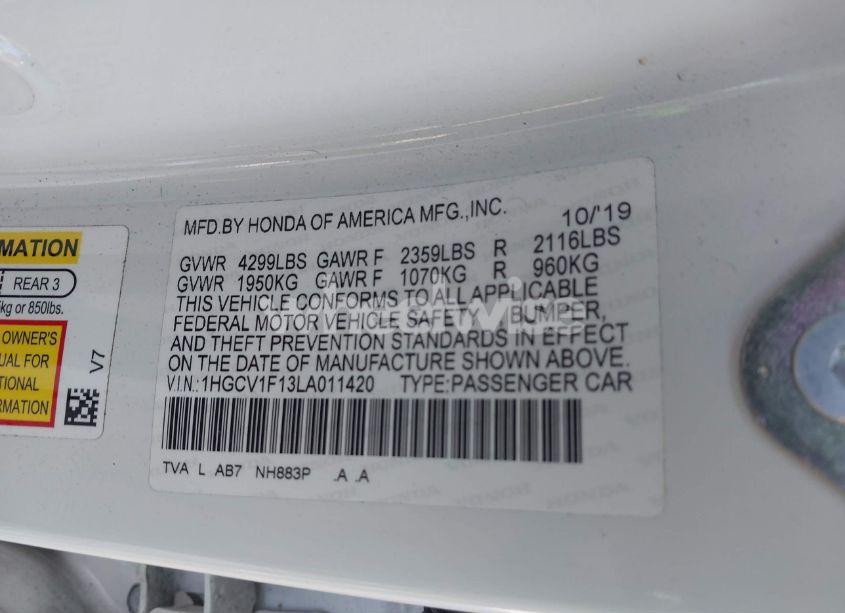 MFD.BY HONDA OF AMERICA MFG.,INC. 10/'19
GVWR 4299LBS GAWR F 2359LBS R 2116LBS
GVWR 1950KG GAWR F 1070KG R 960KG
THIS VEHICLE CONFORMS TO ALL APPLICABLE
FEDERAL MOTOR VEHICLE SAFETY, BUMPER,
AND THEFT PREVENTION STANDARDS IN EFFECT
ON THE DATE OF MANUFACTURE SHOWN ABOVE.
V I N : 1HGCV1F13LA011420 TYPE:PASSENGER CAR
TVA L AB7 NH883P .A .A
MATION
REAR 3
kg or 850lbs.
OWNER'S
UAL FOR
TIONAL
RMATION
V7